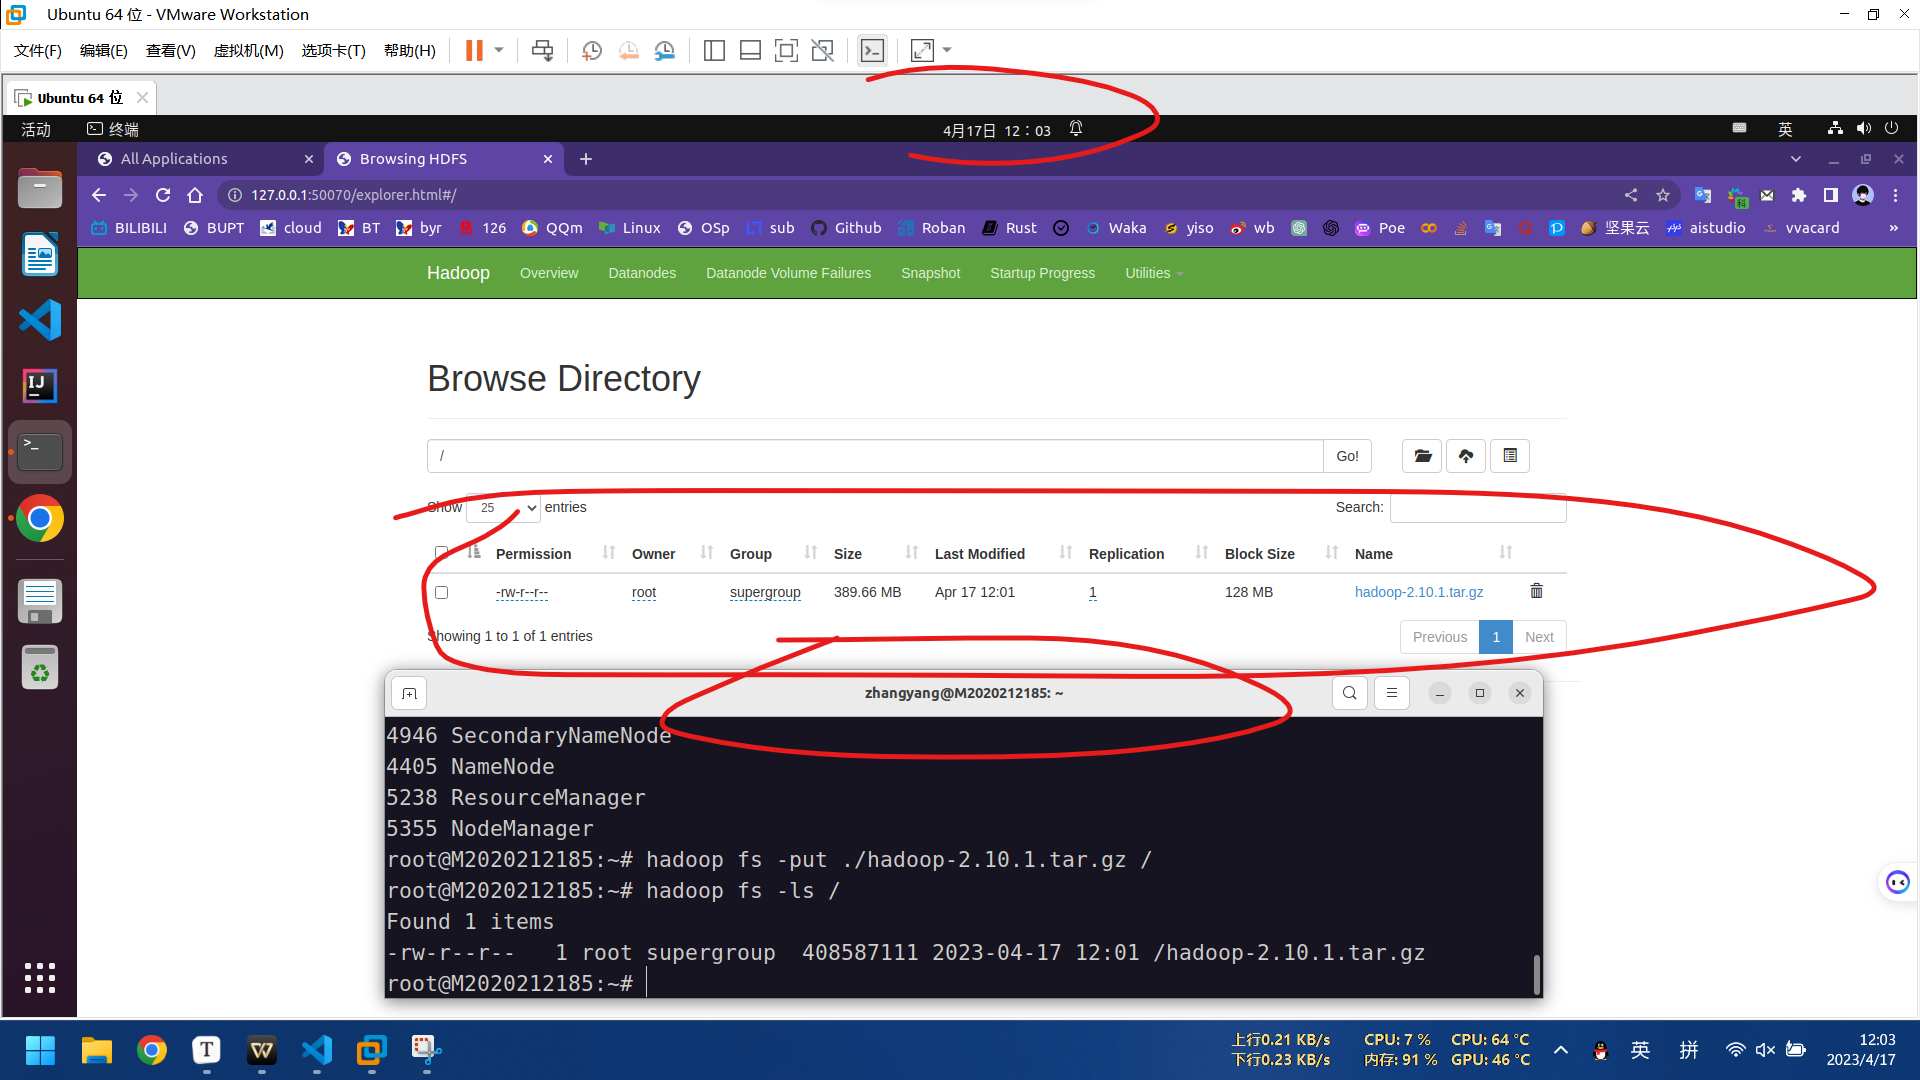 Ubuntu 64 位 - VMware Workstation
文件(F) 编辑(E) 查看(V) 虚拟机(M) 选项卡(T) 帮助(H)
Ubuntu 64 位
活动 终端 4月17日 12：03 英
All Applications Browsing HDFS
127.0.0.1:50070/explorer.html#/
BILIBILI BUPT cloud BT byr 126 QQm Linux OSp sub Github Roban Rust Waka yiso wb Poe 坚果云 aistudio vvacard »
Hadoop Overview Datanodes Datanode Volume Failures Snapshot Startup Progress Utilities
Browse Directory
/ Go!
Show 25 entries Search:
Permission Owner Group Size Last Modified Replication Block Size Name
-rw-r--r-- root supergroup 389.66 MB Apr 17 12:01 1 128 MB hadoop-2.10.1.tar.gz
Showing 1 to 1 of 1 entries Previous 1 Next
zhangyang@M2020212185: ~
4946 SecondaryNameNode
4405 NameNode
5238 ResourceManager
5355 NodeManager
root@M2020212185:~# hadoop fs -put ./hadoop-2.10.1.tar.gz /
root@M2020212185:~# hadoop fs -ls /
Found 1 items
-rw-r--r--   1 root supergroup  408587111 2023-04-17 12:01 /hadoop-2.10.1.tar.gz
root@M2020212185:~#
上行0.21 KB/s CPU: 7 % CPU: 64 °C 英 拼 12:03
下行0.23 KB/s 内存: 91 % GPU: 46 °C 2023/4/17